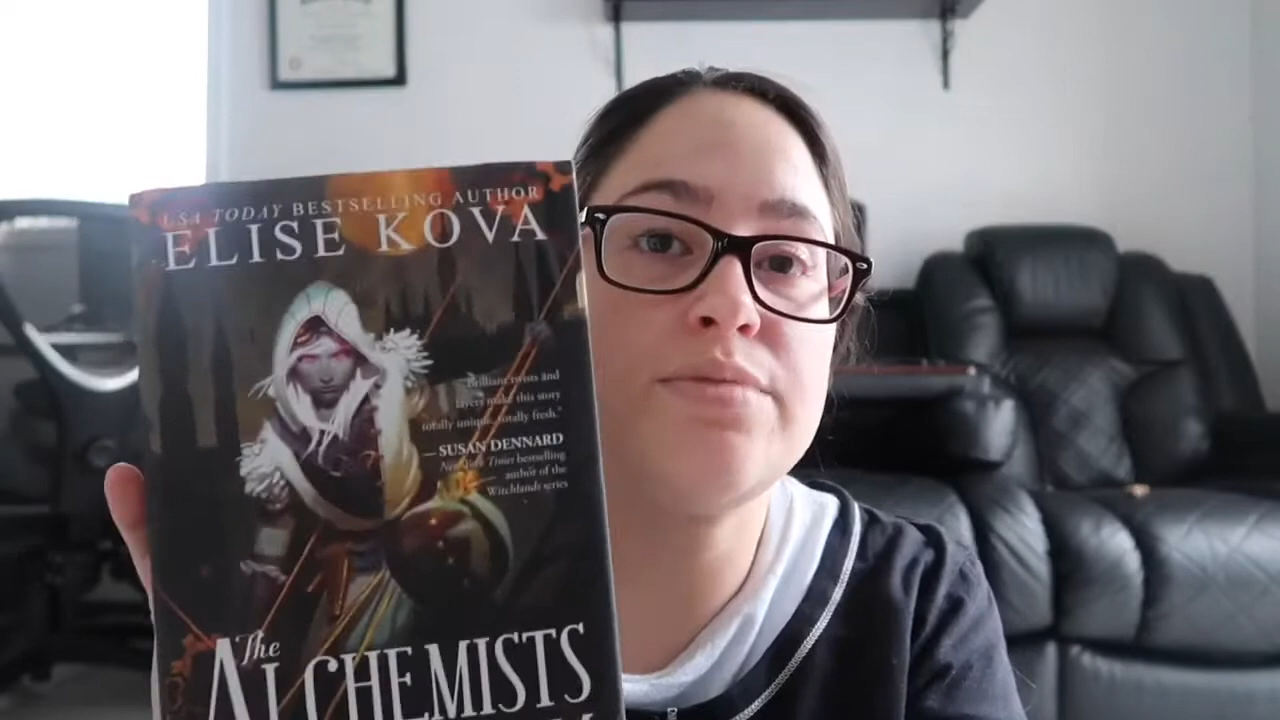 USA TODAY BESTSELLING AUTHOR
ELISE KOVA
"Brilliant twists and
layers make this story
totally unique, totally fresh."
— SUSAN DENNARD
New York Times bestselling
author of the
Witchlands series
The
ALCHEMISTS